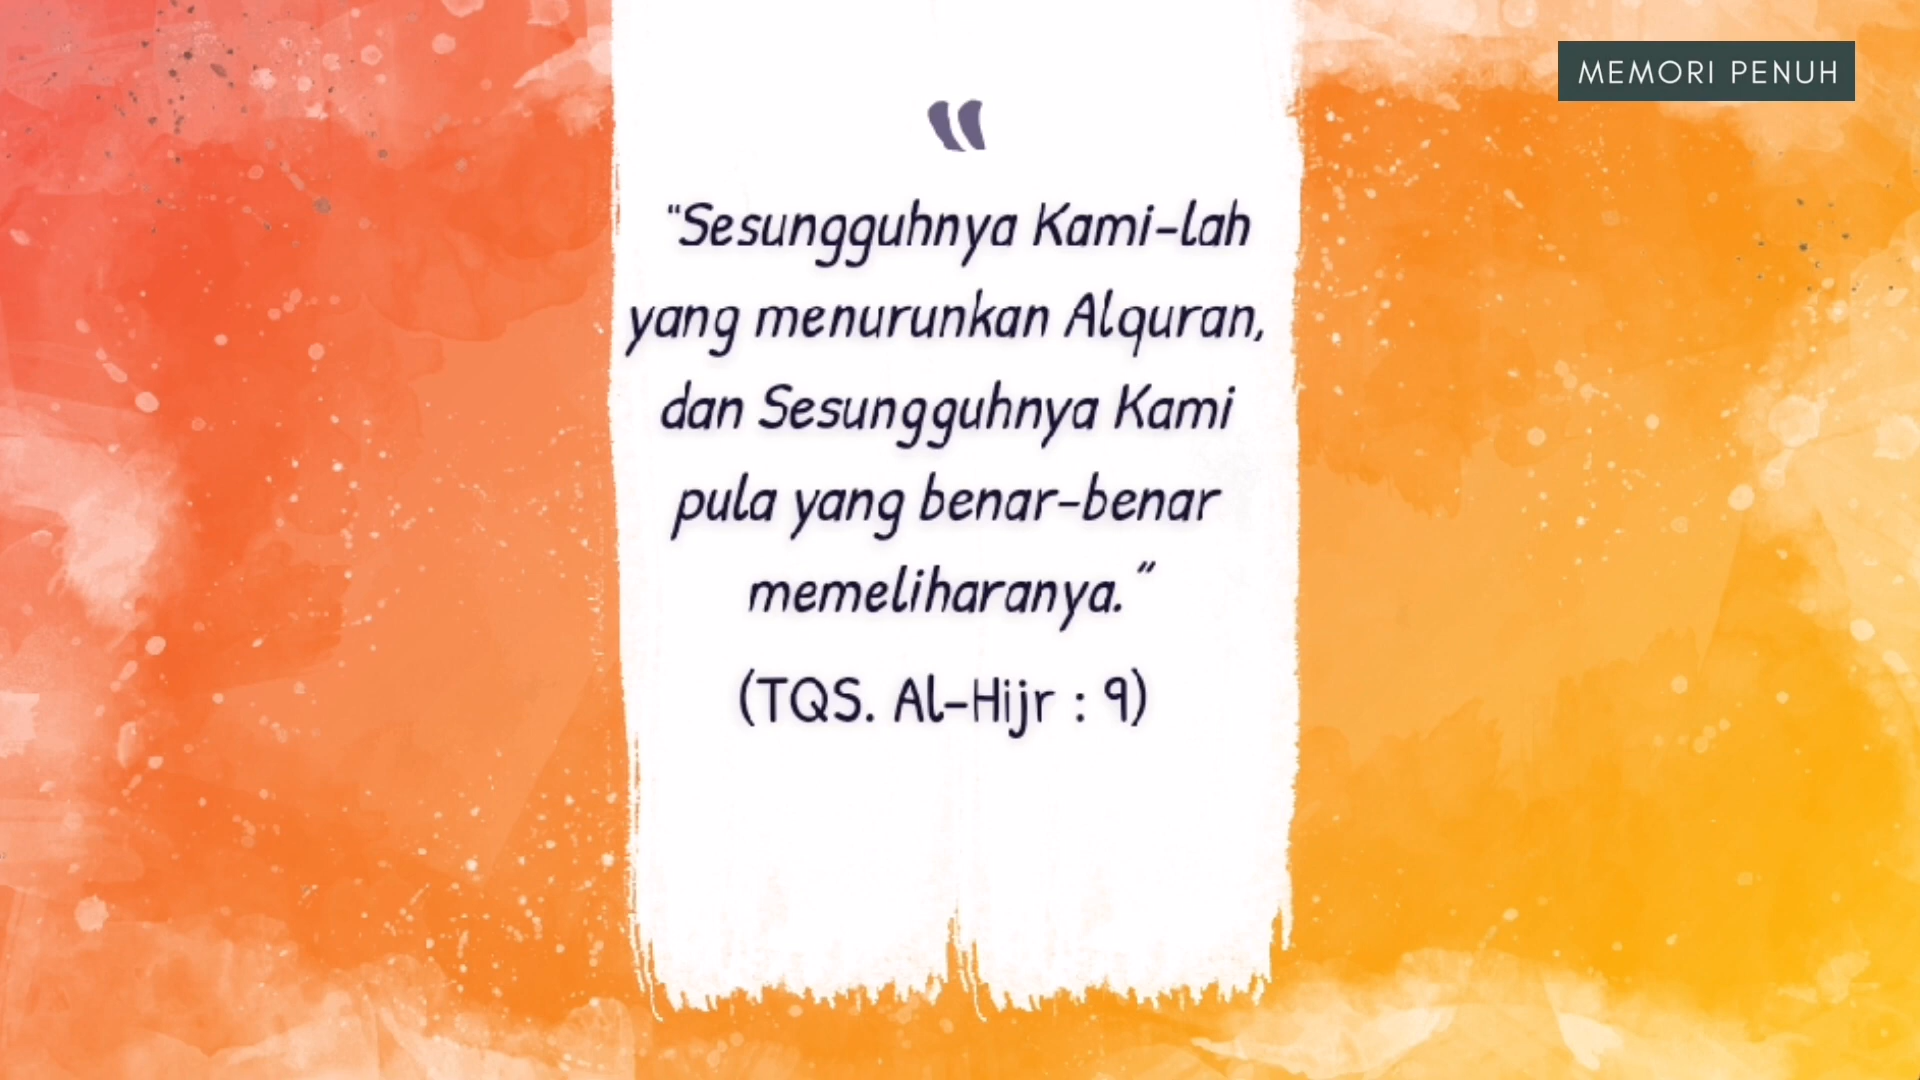 MEMORI PENUH
“Sesungguhnya Kami-lah
yang menurunkan Alquran,
dan Sesungguhnya Kami
pula yang benar-benar
memeliharanya.”
(TQS. Al-Hijr : 9)